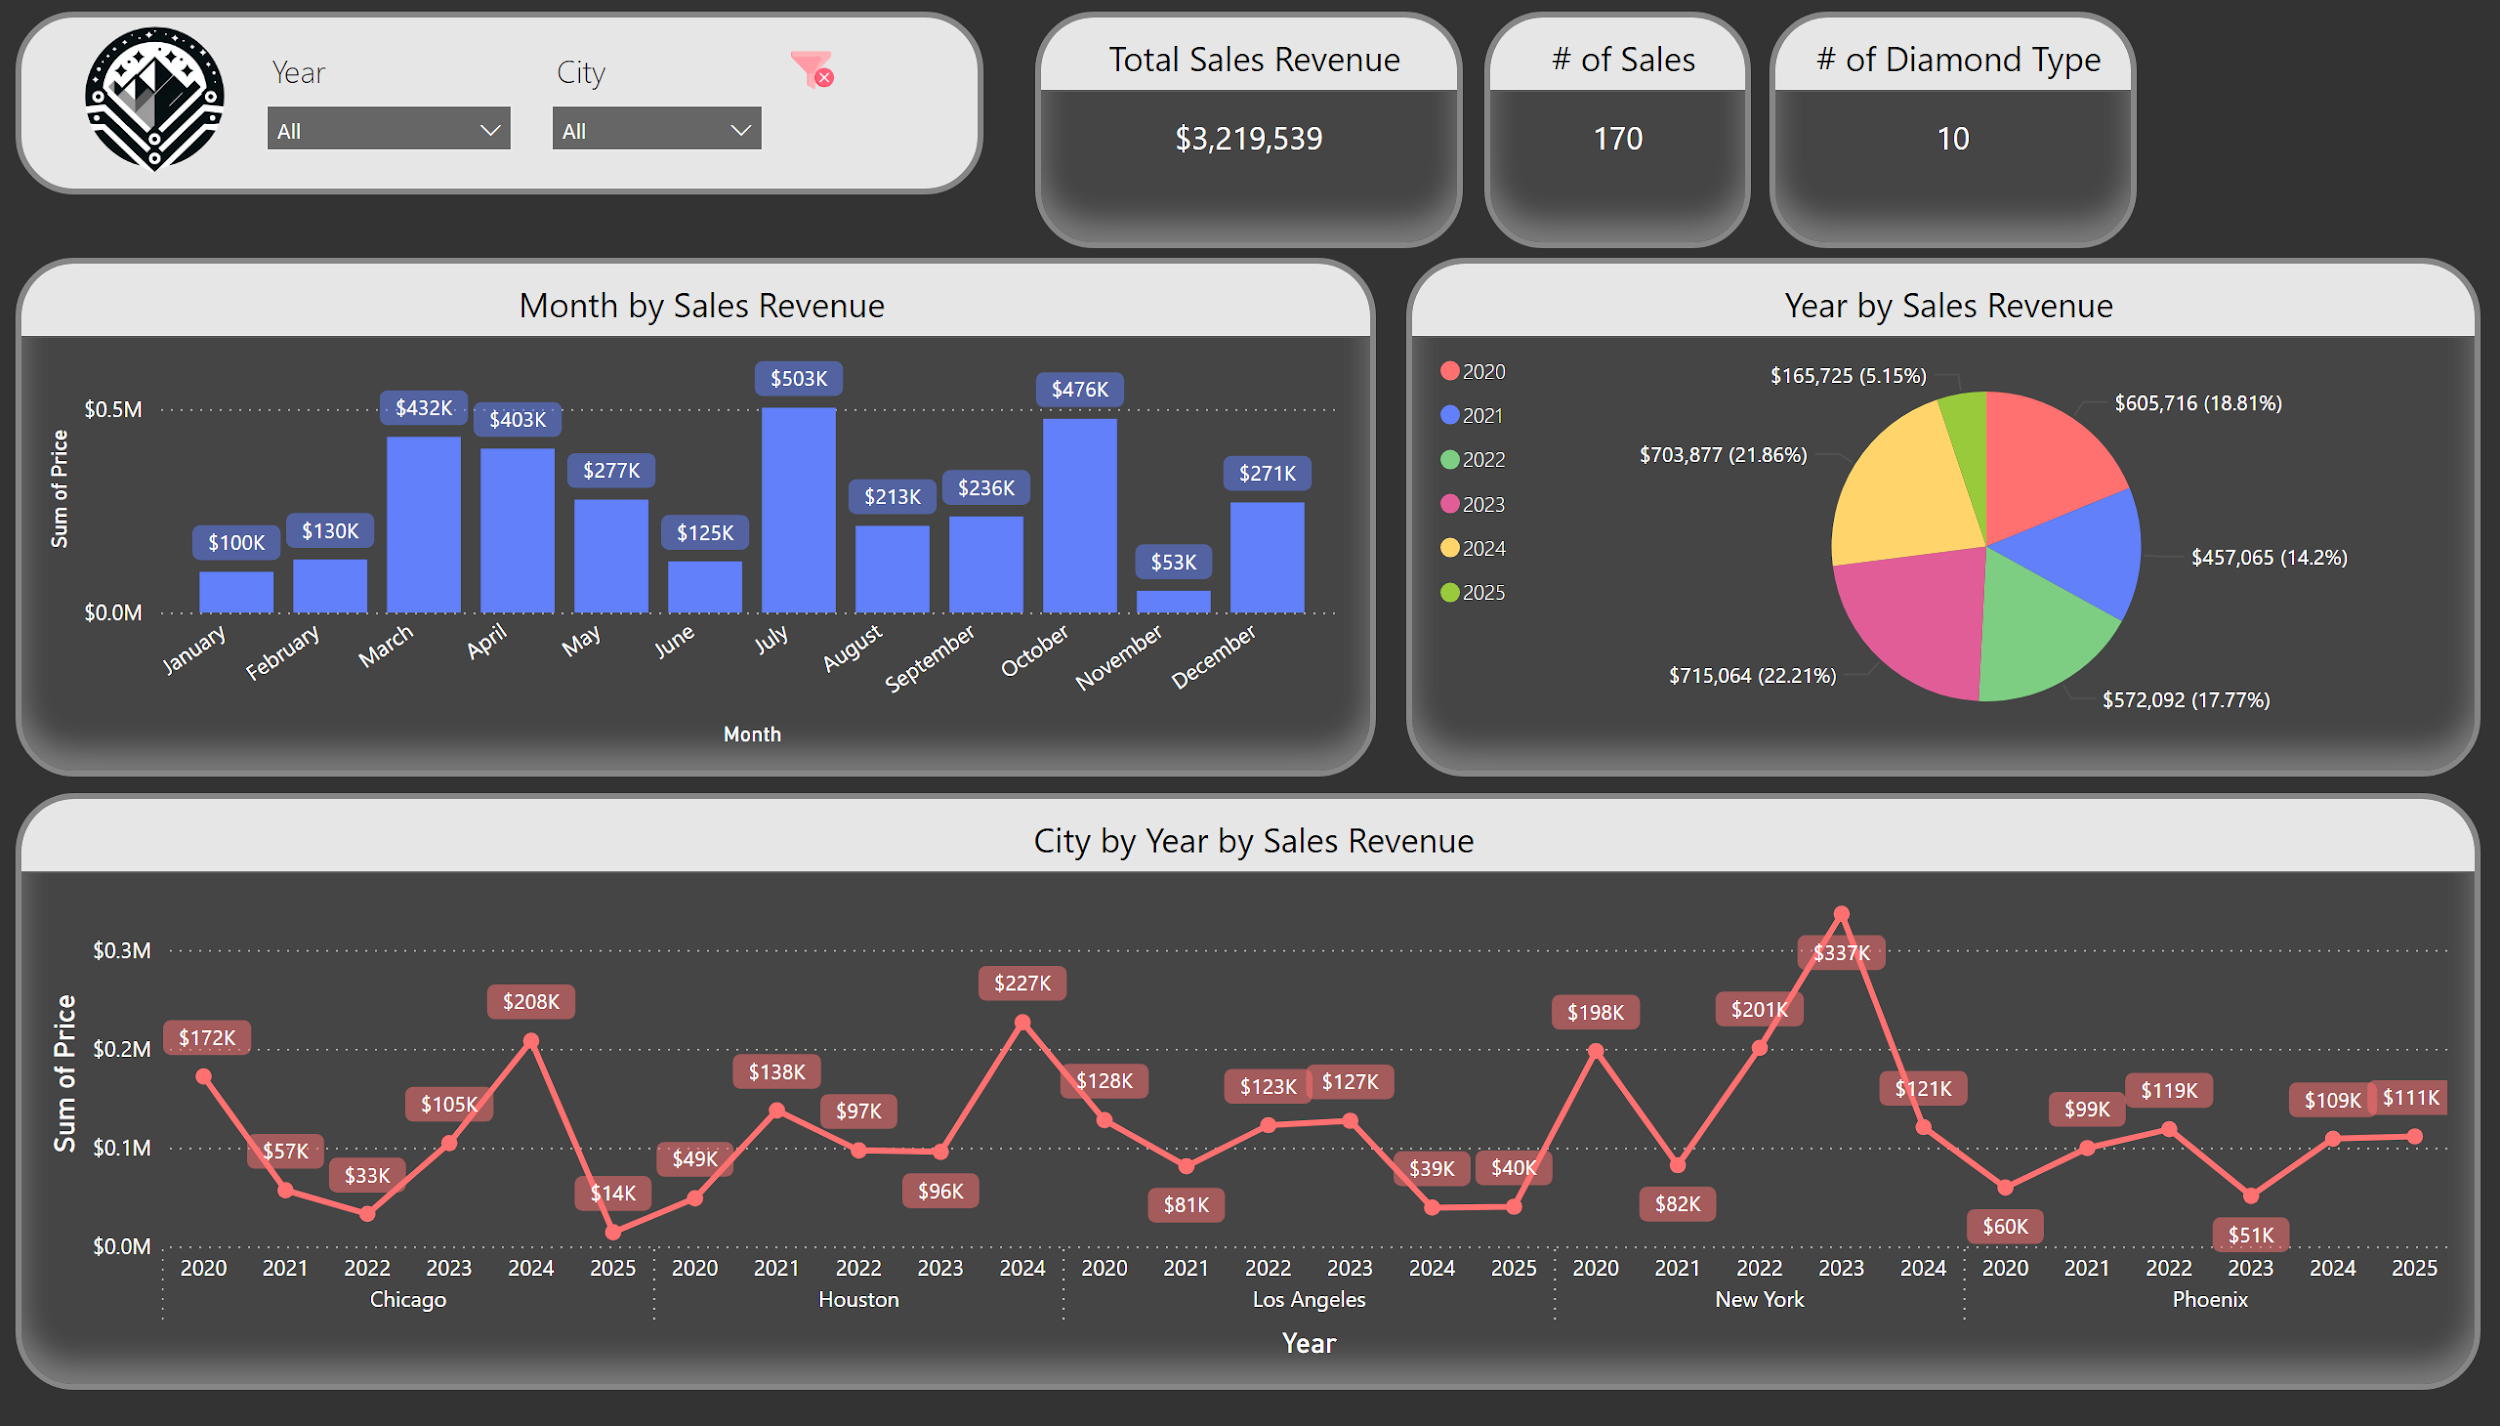 Year
City
All
All
Total Sales Revenue
$3,219,539
# of Sales
170
# of Diamond Type
10
Month by Sales Revenue
Sum of Price
$0.5M
$0.0M
$100K
$130K
$432K
$403K
$277K
$125K
$503K
$213K
$236K
$476K
$53K
$271K
January
February
March
April
May
June
July
August
September
October
November
December
Month
Year by Sales Revenue
2020
2021
2022
2023
2024
2025
$165,725 (5.15%)
$605,716 (18.81%)
$703,877 (21.86%)
$457,065 (14.2%)
$715,064 (22.21%)
$572,092 (17.77%)
City by Year by Sales Revenue
Sum of Price
$0.3M
$0.2M
$0.1M
$0.0M
$172K
$57K
$33K
$105K
$208K
$14K
$49K
$138K
$97K
$96K
$227K
$128K
$81K
$123K
$127K
$39K
$40K
$198K
$82K
$201K
$337K
$121K
$60K
$99K
$119K
$51K
$109K
$111K
2020 2021 2022 2023 2024 2025 2020 2021 2022 2023 2024 2020 2021 2022 2023 2024 2025 2020 2021 2022 2023 2024 2020 2021 2022 2023 2024 2025
Chicago Houston Los Angeles New York Phoenix
Year